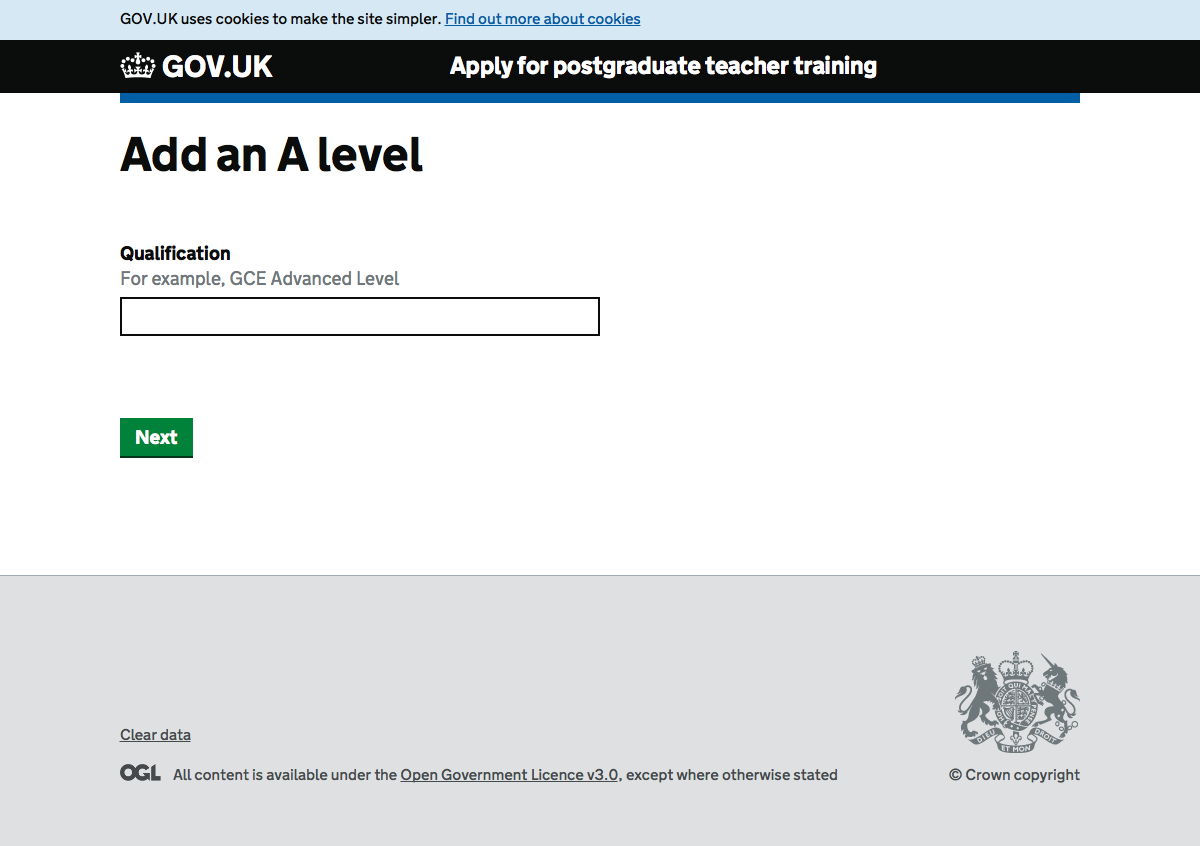 GOV.UK uses cookies to make the site simpler. Find out more about cookies
GOV.UK
Apply for postgraduate teacher training
Add an A level
Qualification
For example, GCE Advanced Level
Next
Clear data
OGL All content is available under the Open Government Licence v3.0, except where otherwise stated
DIEU ET MON DROIT
© Crown copyright